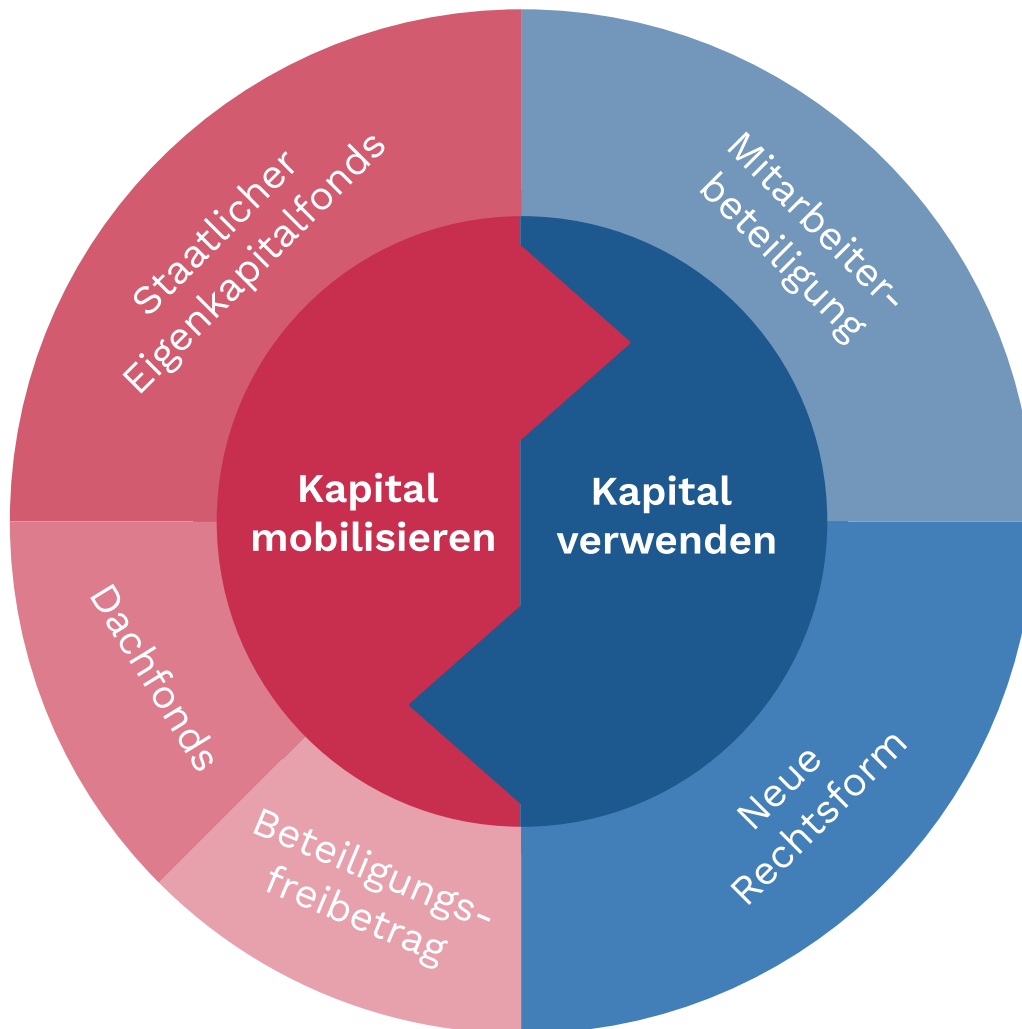 Staatlicher
Eigenkapitalfonds
Mitarbeiter-
beteiligung
Kapital
mobilisieren
Kapital
verwenden
Dachfonds
Beteiligungs-
freibetrag
Neue
Rechtsform